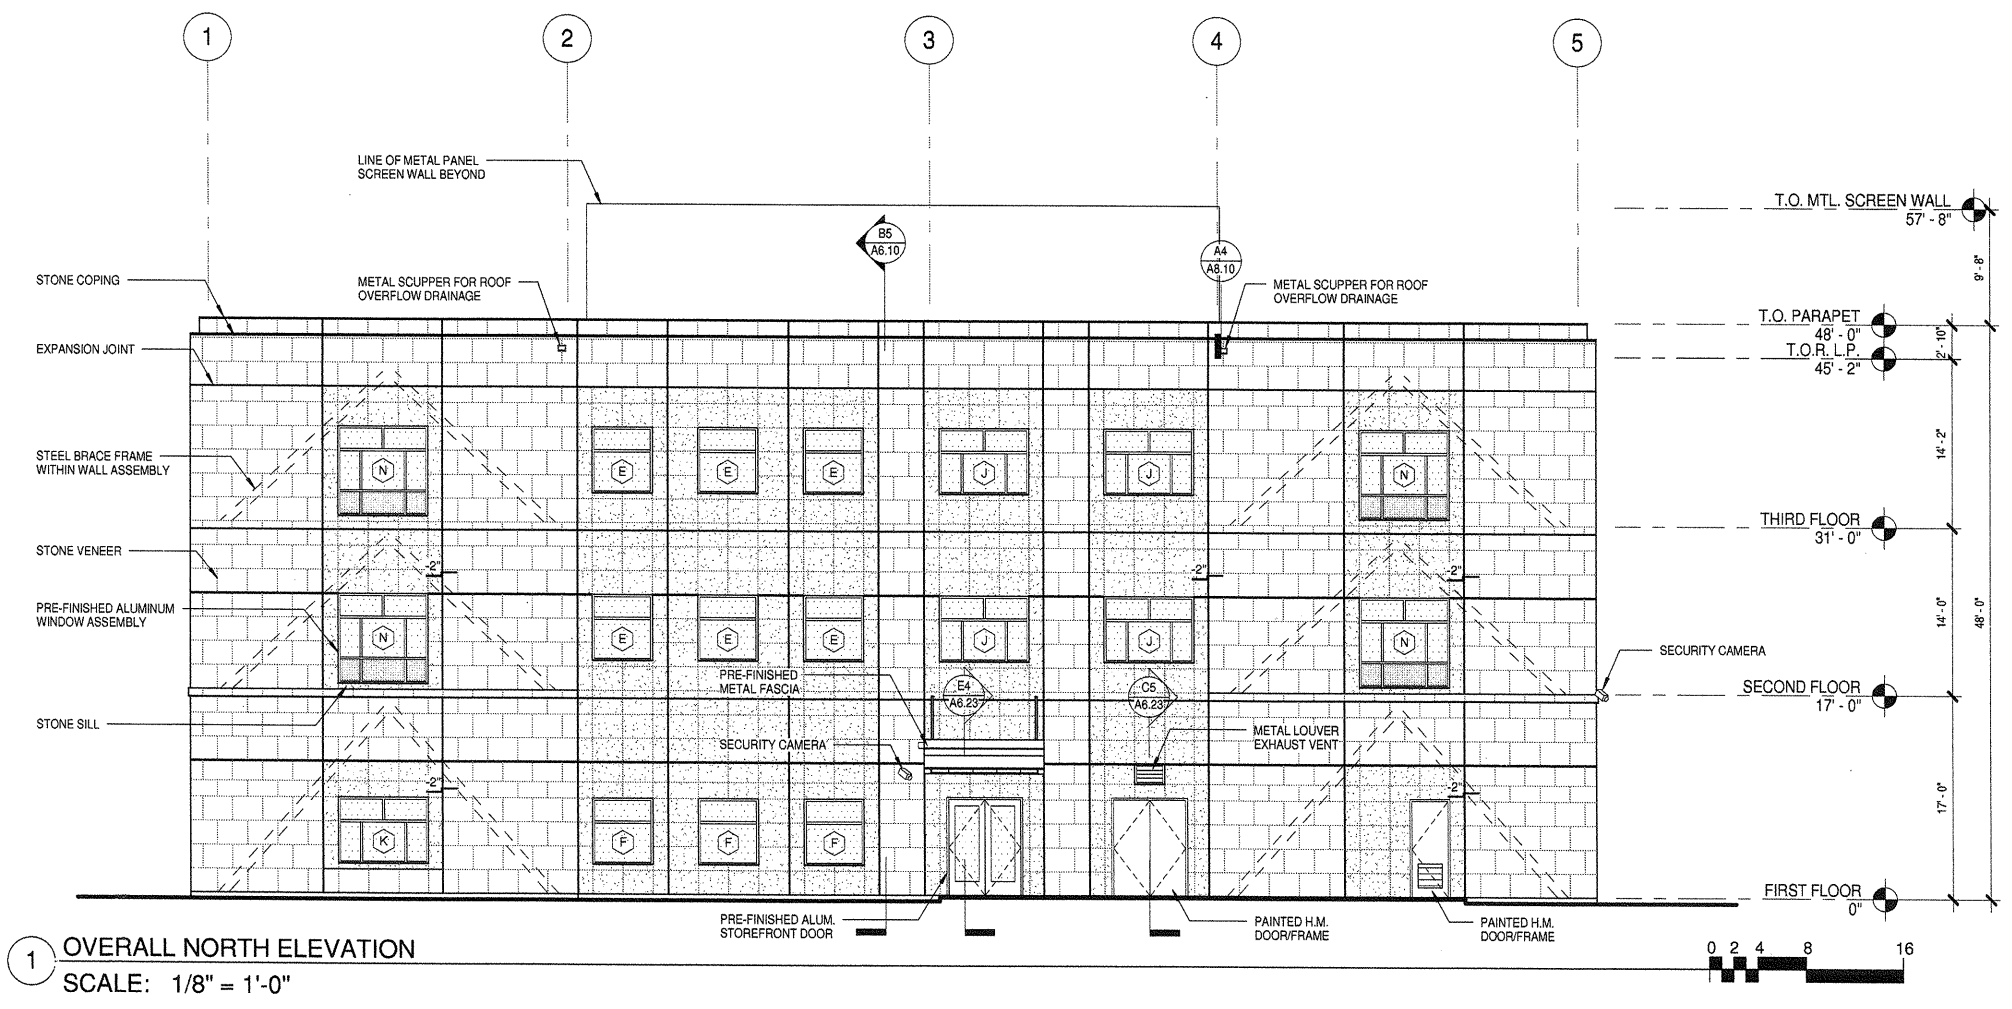 1
2
3
4
5
LINE OF METAL PANEL
SCREEN WALL BEYOND
T.O. MTL. SCREEN WALL
57' - 8"
B5
A6.10
A4
A8.10
9' - 8"
STONE COPING
METAL SCUPPER FOR ROOF
OVERFLOW DRAINAGE
METAL SCUPPER FOR ROOF
OVERFLOW DRAINAGE
T.O. PARAPET
48' - 0"
2' - 10"
EXPANSION JOINT
T.O.R. L.P.
45' - 2"
STEEL BRACE FRAME
WITHIN WALL ASSEMBLY
N
E
E
E
J
J
N
14' - 2"
THIRD FLOOR
31' - 0"
STONE VENEER
-2"
-2"
-2"
PRE-FINISHED ALUMINUM
WINDOW ASSEMBLY
N
E
E
E
J
J
N
14' - 0"
48' - 0"
SECURITY CAMERA
PRE-FINISHED
METAL FASCIA
E4
A6.23
C5
A6.23
SECOND FLOOR
17' - 0"
STONE SILL
SECURITY CAMERA
METAL LOUVER
EXHAUST VENT
-2"
-2"
17' - 0"
K
F
F
F
FIRST FLOOR
0"
PRE-FINISHED ALUM.
STOREFRONT DOOR
PAINTED H.M.
DOOR/FRAME
PAINTED H.M.
DOOR/FRAME
1
OVERALL NORTH ELEVATION
SCALE: 1/8" = 1'-0"
0 2 4 8 16